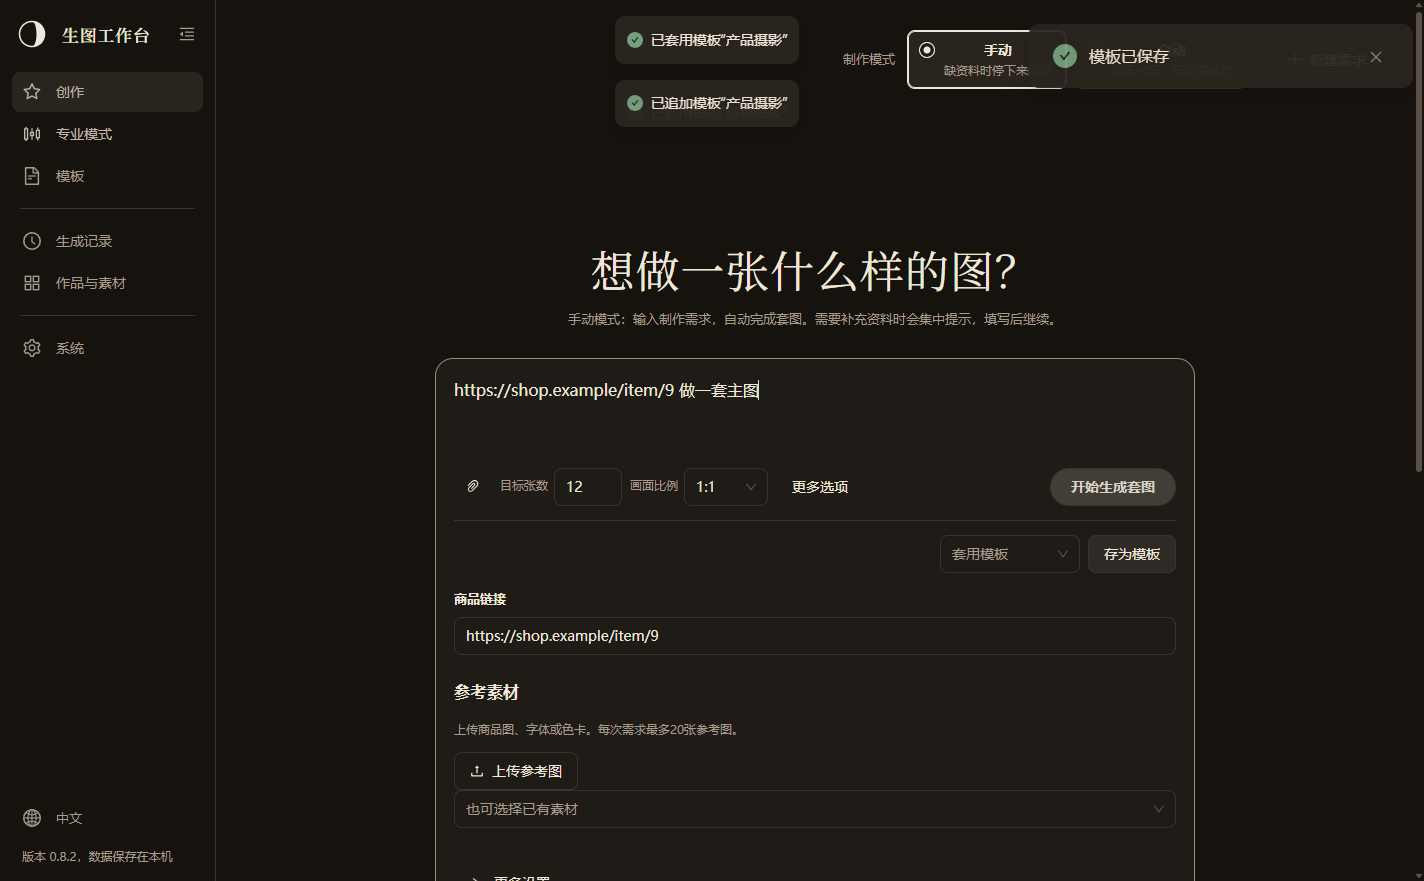 生图工作台
创作
专业模式
模板
生成记录
作品与素材
系统
中文
版本 0.8.2，数据保存在本机
已套用模板“产品摄影”
已追加模板“产品摄影”
制作模式
手动
缺资料时停下来
模板已保存
新建需求
想做一张什么样的图？
手动模式：输入制作需求，自动完成套图。需要补充资料时会集中提示，填写后继续。
https://shop.example/item/9 做一套主图
目标张数
12
画面比例
1:1
更多选项
开始生成套图
套用模板
存为模板
商品链接
https://shop.example/item/9
参考素材
上传商品图、字体或色卡。每次需求最多20张参考图。
上传参考图
也可选择已有素材
更多设置